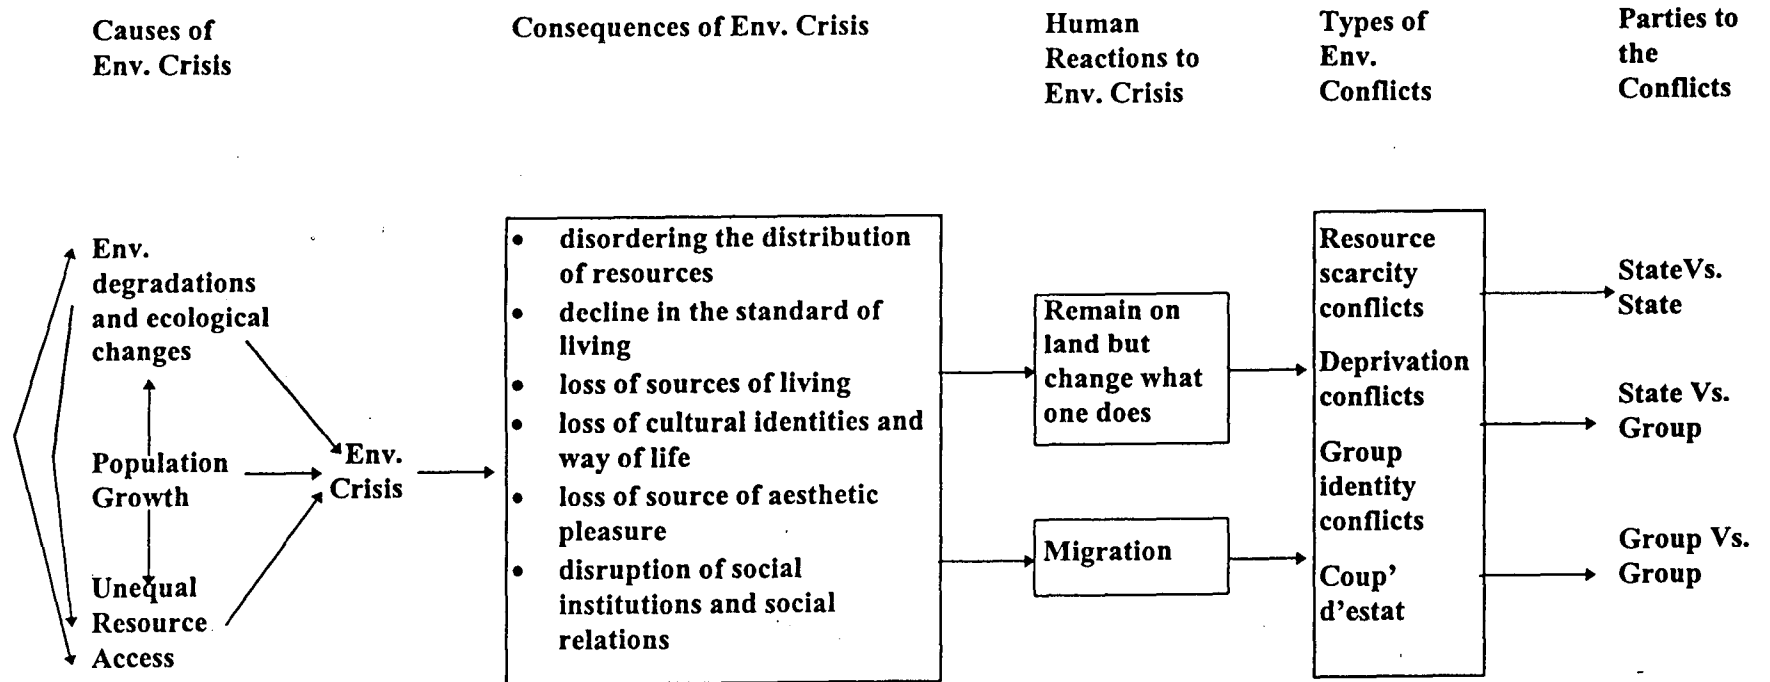 Causes of
Env. Crisis
Consequences of Env. Crisis
Human
Reactions to
Env. Crisis
Types of
Env.
Conflicts
Parties to
the
Conflicts
Env.
degradations
and ecological
changes
Population
Growth
Unequal
Resource
Access
Env.
Crisis
• disordering the distribution
of resources
• decline in the standard of
living
• loss of sources of living
• loss of cultural identities and
way of life
• loss of source of aesthetic
pleasure
• disruption of social
institutions and social
relations
Remain on
land but
change what
one does
Migration
Resource
scarcity
conflicts
Deprivation
conflicts
Group
identity
conflicts
Coup'
d'estat
StateVs.
State
State Vs.
Group
Group Vs.
Group